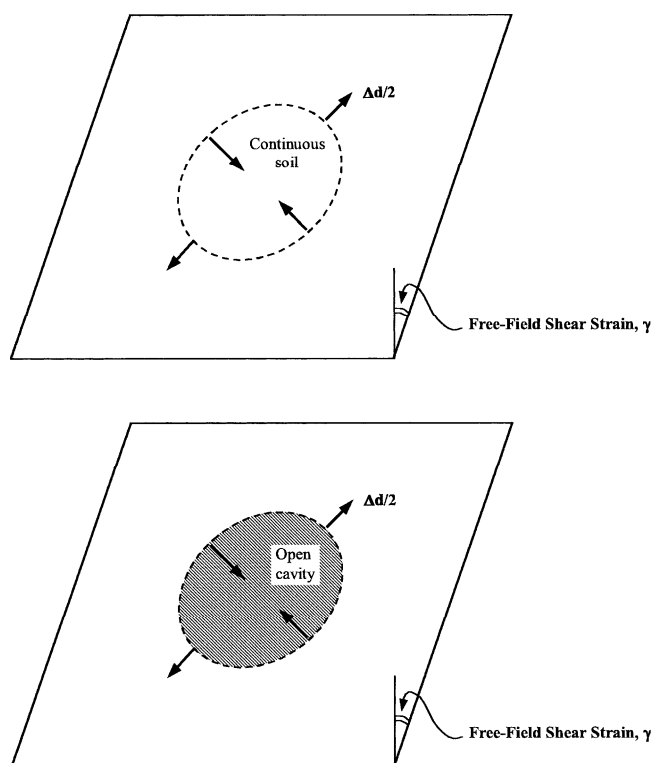 Δd/2
Continuous
soil
Free-Field Shear Strain, γ
Δd/2
Open
cavity
Free-Field Shear Strain, γ